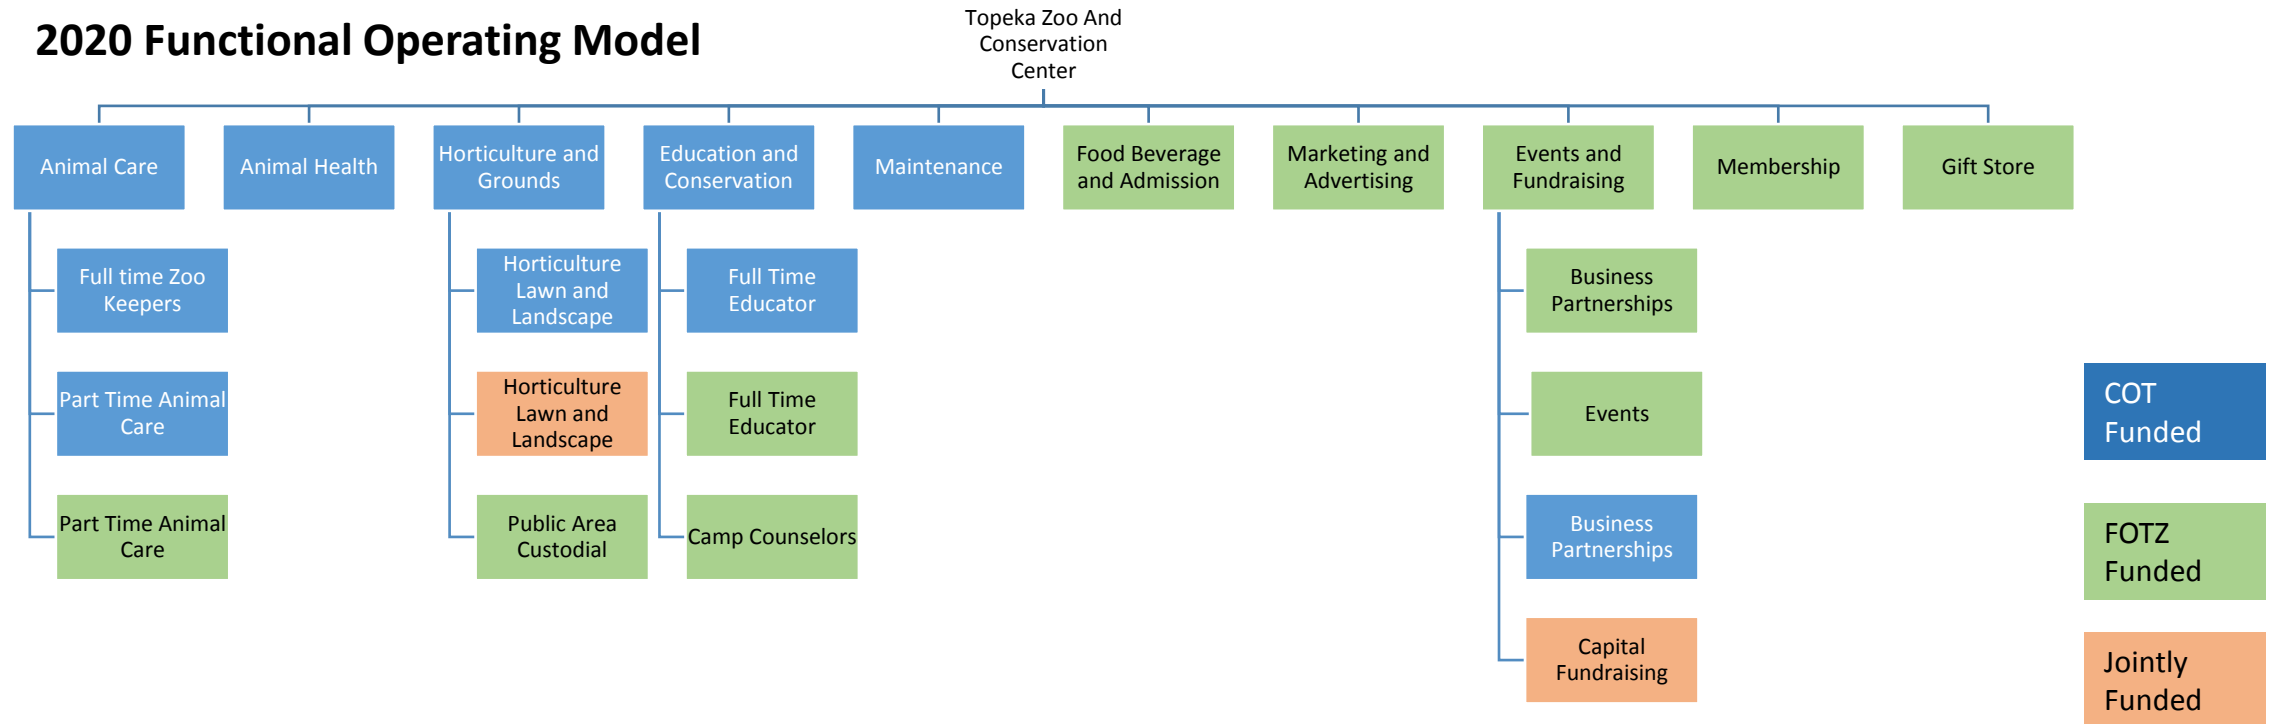 2020 Functional Operating Model
Topeka Zoo And
Conservation
Center
Animal Care
Animal Health
Horticulture and
Grounds
Education and
Conservation
Maintenance
Food Beverage
and Admission
Marketing and
Advertising
Events and
Fundraising
Membership
Gift Store
Full time Zoo
Keepers
Part Time Animal
Care
Part Time Animal
Care
Horticulture
Lawn and
Landscape
Horticulture
Lawn and
Landscape
Public Area
Custodial
Full Time
Educator
Full Time
Educator
Camp Counselors
Business
Partnerships
Events
Business
Partnerships
Capital
Fundraising
COT
Funded
FOTZ
Funded
Jointly
Funded